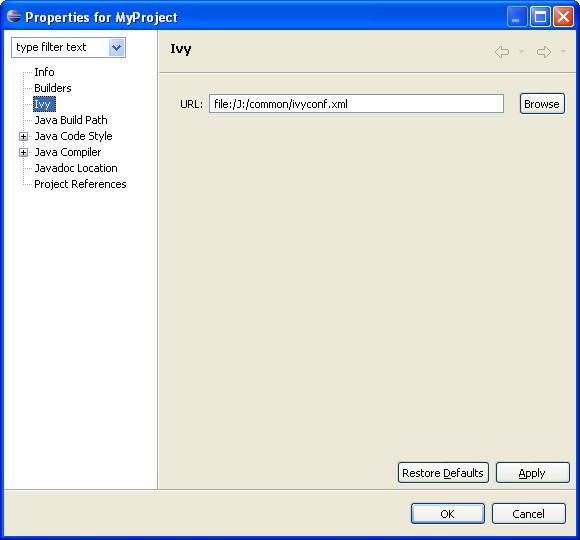 Properties for MyProject
type filter text
Info
Builders
Ivy
Java Build Path
Java Code Style
Java Compiler
Javadoc Location
Project References
Ivy
URL: file:/J:/common/ivyconf.xml Browse
Restore Defaults Apply
OK Cancel